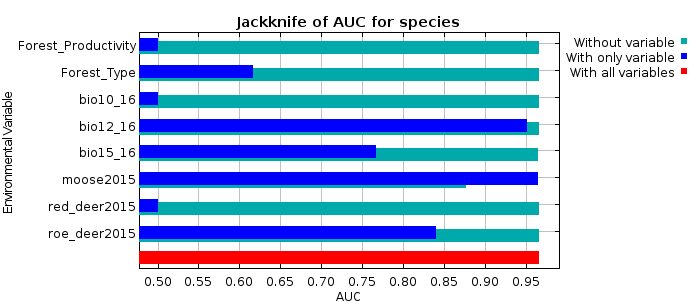 Jackknife of AUC for species
Without variable
With only variable
With all variables
Environmental Variable
Forest_Productivity
Forest_Type
bio10_16
bio12_16
bio15_16
moose2015
red_deer2015
roe_deer2015
0.50 0.55 0.60 0.65 0.70 0.75 0.80 0.85 0.90 0.95
AUC